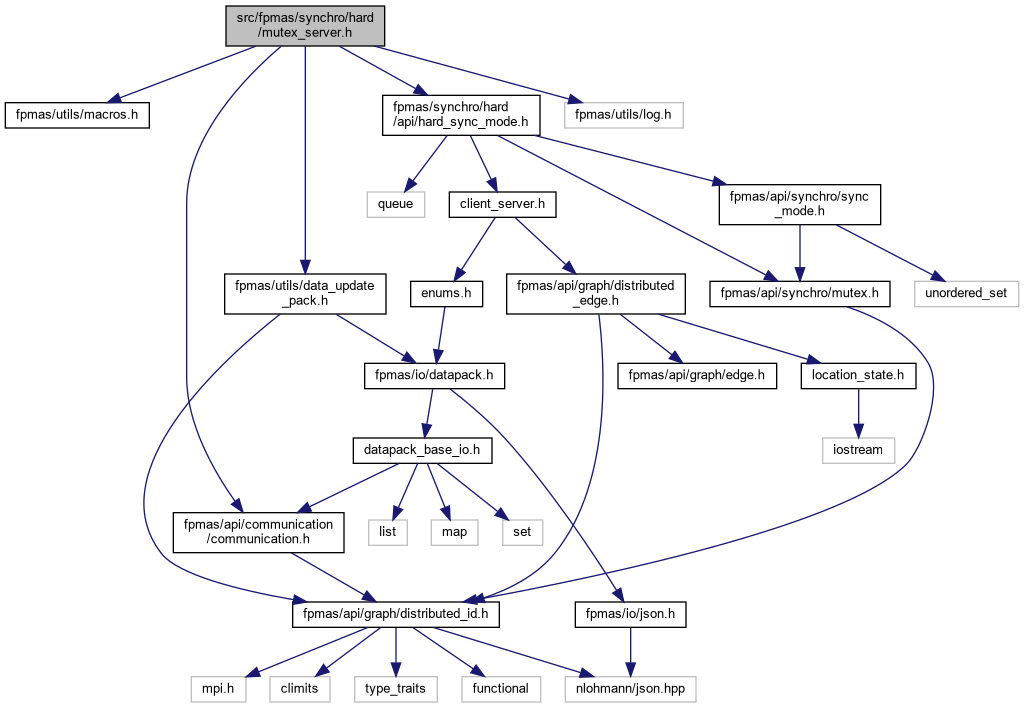 src/fpmas/synchro/hard
/mutex_server.h
fpmas/utils/macros.h
fpmas/synchro/hard
/api/hard_sync_mode.h
fpmas/utils/log.h
queue
client_server.h
fpmas/api/synchro/sync
_mode.h
fpmas/utils/data_update
_pack.h
enums.h
fpmas/api/graph/distributed
_edge.h
fpmas/api/synchro/mutex.h
unordered_set
fpmas/io/datapack.h
fpmas/api/graph/edge.h
location_state.h
datapack_base_io.h
iostream
fpmas/api/communication
/communication.h
list
map
set
fpmas/api/graph/distributed_id.h
fpmas/io/json.h
mpi.h
climits
type_traits
functional
nlohmann/json.hpp